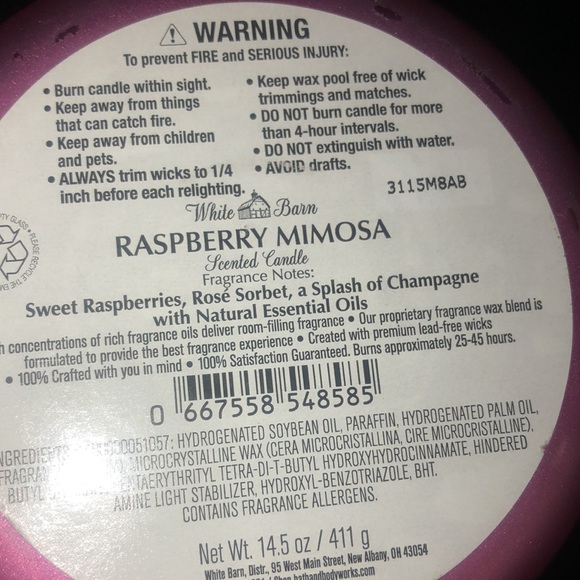 ⚠ WARNING
To prevent FIRE and SERIOUS INJURY:
• Burn candle within sight.
• Keep away from things
that can catch fire.
• Keep away from children
and pets.
• ALWAYS trim wicks to 1/4
inch before each relighting.
• Keep wax pool free of wick
trimmings and matches.
• DO NOT burn candle for more
than 4-hour intervals.
• DO NOT extinguish with water.
• AVOID drafts.
3115M8AB
White Barn
RASPBERRY MIMOSA
Scented Candle
Fragrance Notes:
Sweet Raspberries, Rosé Sorbet, a Splash of Champagne
with Natural Essential Oils
concentrations of rich fragrance oils deliver room-filling fragrance • Our proprietary fragrance wax blend is
formulated to provide the best fragrance experience • Created with premium lead-free wicks
• 100% Crafted with you in mind • 100% Satisfaction Guaranteed. Burns approximately 25-45 hours.
0 667558 548585
HYDROGENATED SOYBEAN OIL, PARAFFIN, HYDROGENATED PALM OIL,
MICROCRYSTALLINE WAX (CERA MICROCRISTALLINA, CIRE MICROCRISTALLINE),
BUTYL PENTAERYTHRITYL TETRA-DI-T-BUTYL HYDROXYHYDROCINNAMATE, HINDERED
AMINE LIGHT STABILIZER, HYDROXYL-BENZOTRIAZOLE, BHT.
CONTAINS FRAGRANCE ALLERGENS.
Net Wt. 14.5 oz / 411 g
White Barn, Distr., 95 West Main Street, New Albany, OH 43054
bathandbodyworks.com